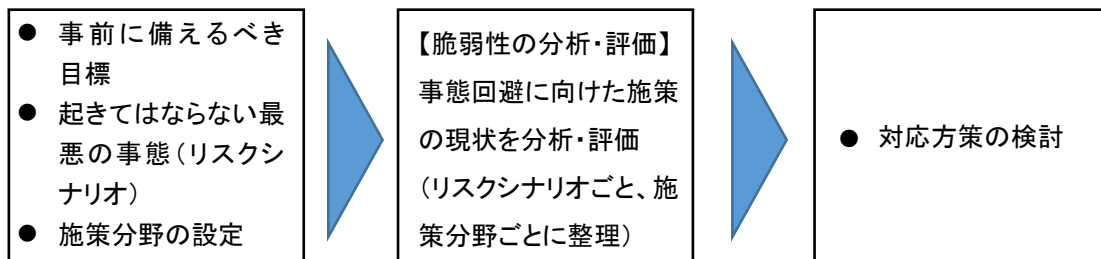 ● 事前に備えるべき
目標
● 起きてはならない最
悪の事態（リスクシ
ナリオ）
● 施策分野の設定
【脆弱性の分析・評価】
事態回避に向けた施策
の現状を分析・評価
（リスクシナリオごと、施
策分野ごとに整理）
● 対応方策の検討